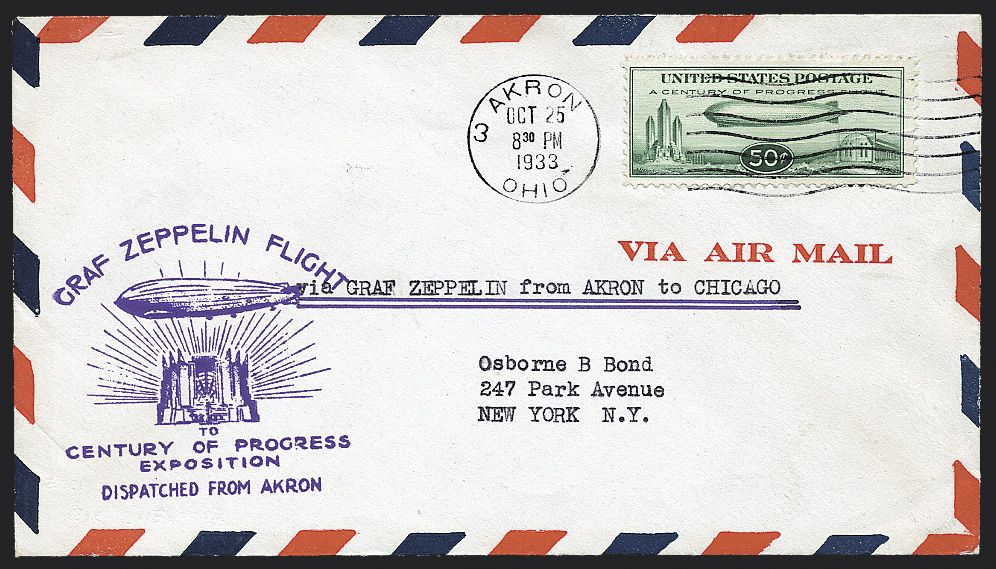 AKRON
3
OCT 25
8 30 PM
1933
OHIO
UNITED STATES POSTAGE
A CENTURY OF PROGRESS FLIGHT
50¢
VIA AIR MAIL
GRAF ZEPPELIN FLIGHT
via GRAF ZEPPELIN from AKRON to CHICAGO
Osborne B Bond
247 Park Avenue
NEW YORK N.Y.
TO
CENTURY OF PROGRESS
EXPOSITION
DISPATCHED FROM AKRON